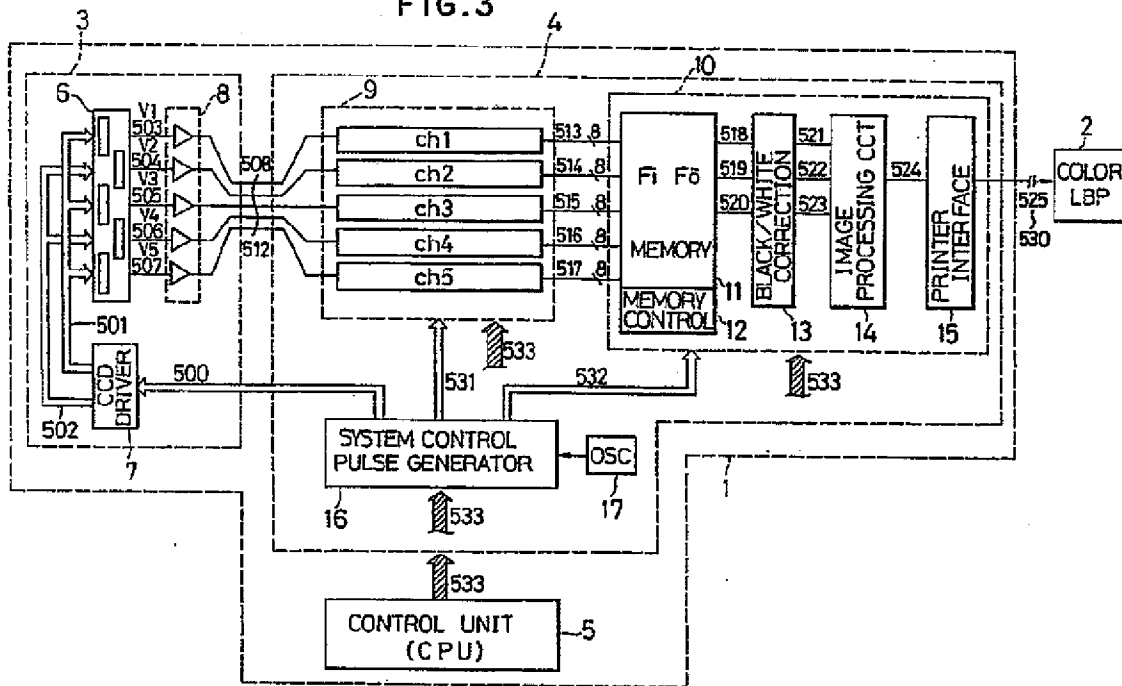 FIG.3
3
4
6
V1
503
V2
504
V3
505
V4
506
V5
507
8
508
512
9
ch1
ch2
ch3
ch4
ch5
513
8
514
8
515
8
516
8
517
8
10
Fi Fō
MEMORY
11
MEMORY
CONTROL
12
518
519
520
BLACK/WHITE
CORRECTION
13
521
522
523
IMAGE
PROCESSING CCT
14
524
PRINTER
INTERFACE
15
2
COLOR
LBP
525
530
501
502
CCD
DRIVER
7
500
531
533
532
533
SYSTEM CONTROL
PULSE GENERATOR
16
OSC
17
1
533
533
CONTROL UNIT
(CPU)
5